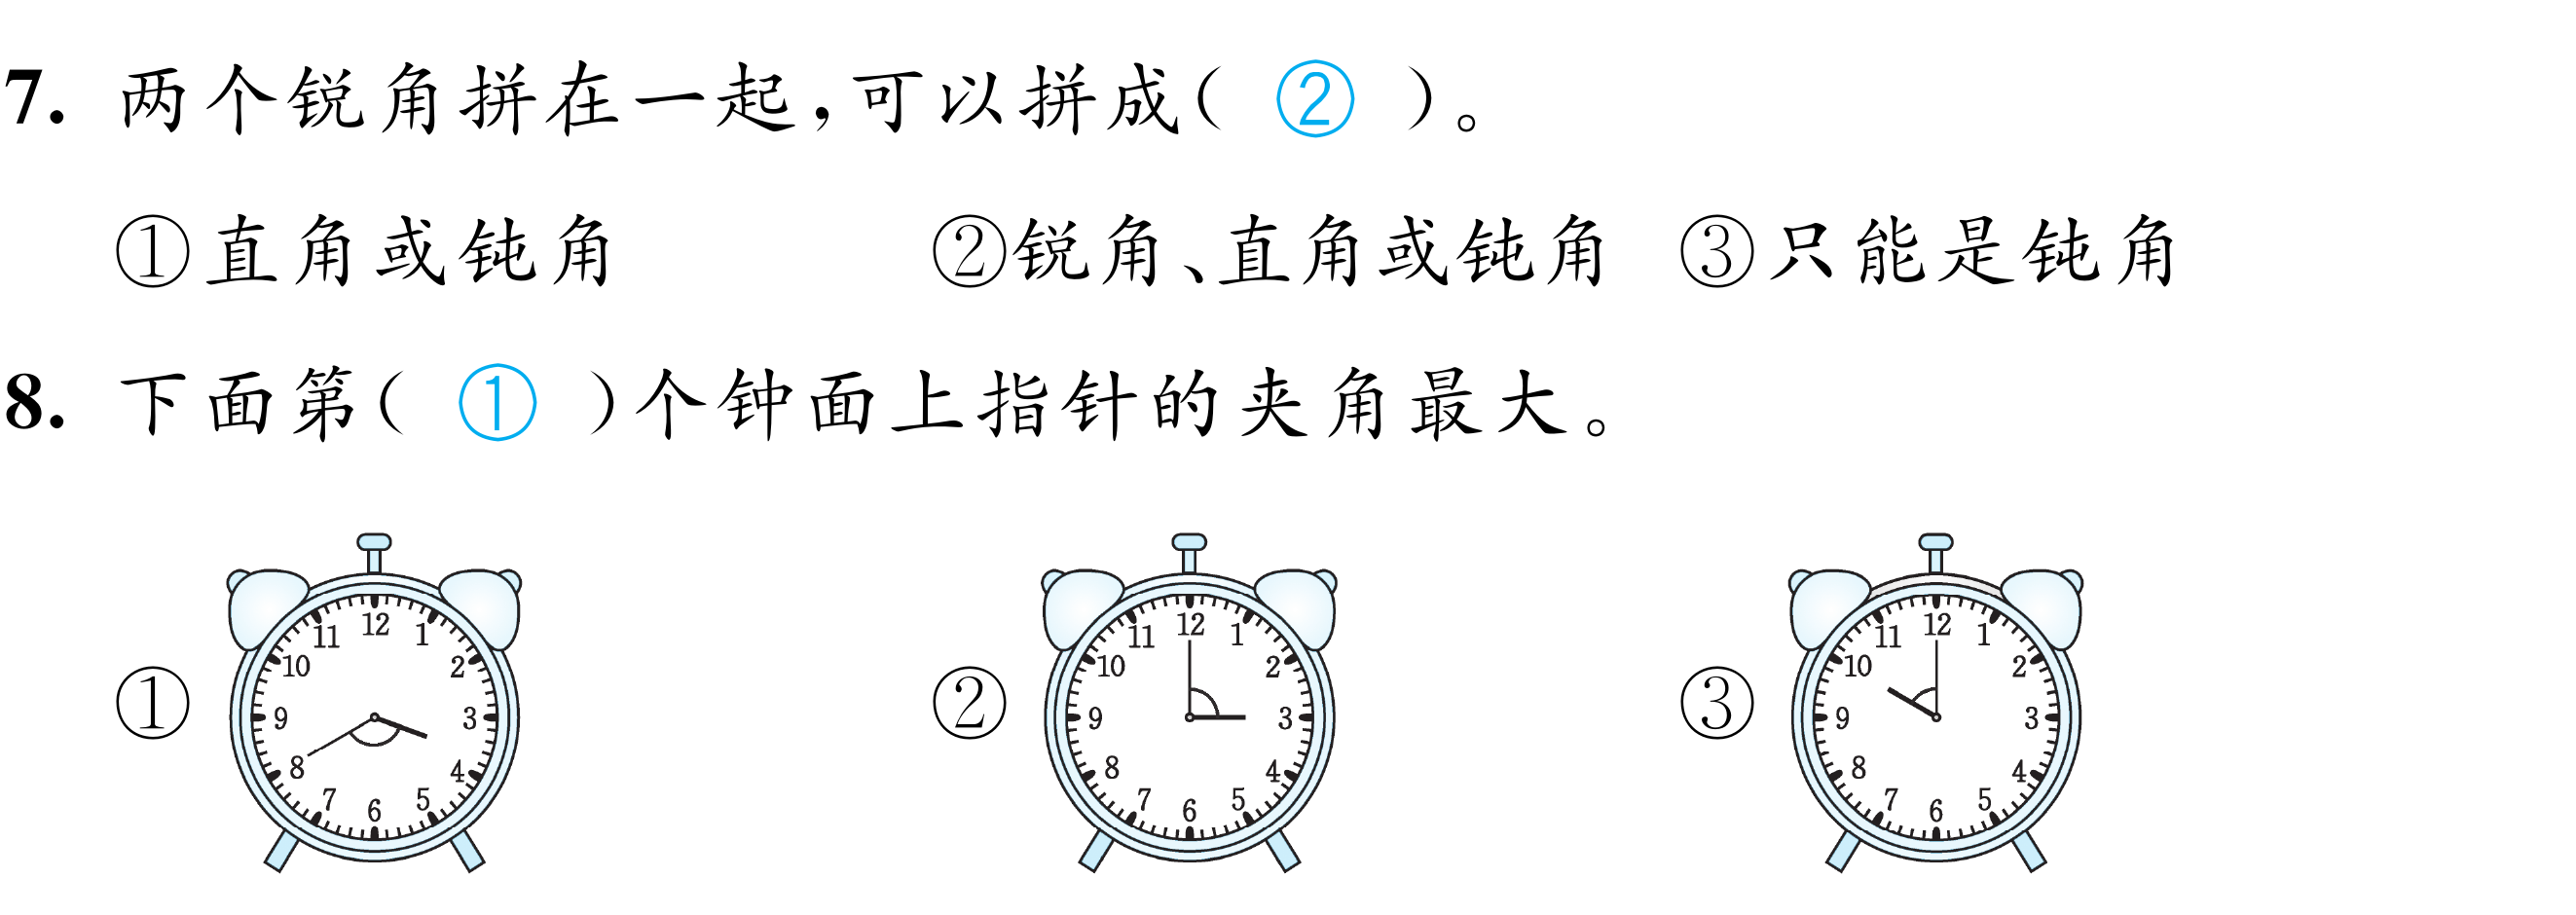 7. 两个锐角拼在一起,可以拼成( ② )。
①直角或钝角 ②锐角、直角或钝角 ③只能是钝角
8. 下面第( ① )个钟面上指针的夹角最大。
① 12 1 2 3 4 5 6 7 8 9 10 11
② 12 1 2 3 4 5 6 7 8 9 10 11
③ 12 1 2 3 4 5 6 7 8 9 10 11